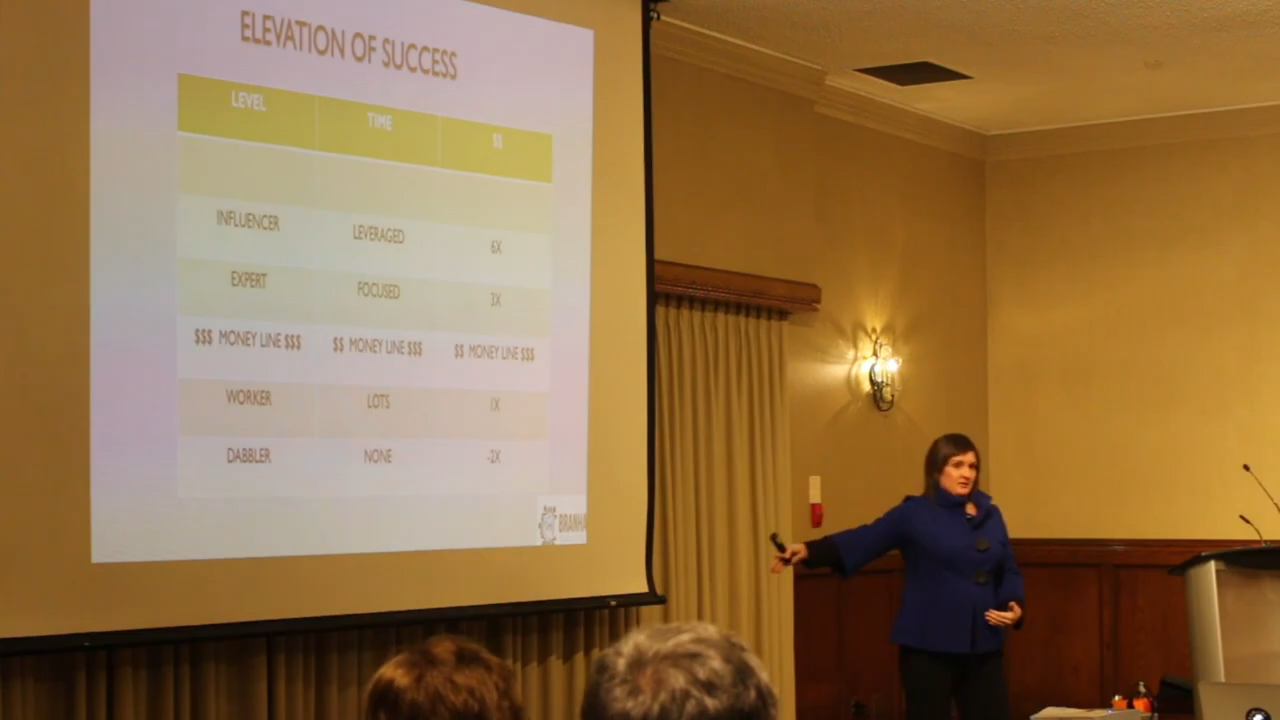 ELEVATION OF SUCCESS
LEVEL TIME $$
INFLUENCER LEVERAGED 6X
EXPERT FOCUSED 3X
$$$ MONEY LINE $$$ $$ MONEY LINE $$$ $$ MONEY LINE $$$
WORKER LOTS 1X
DABBLER NONE -2X
BRANHA